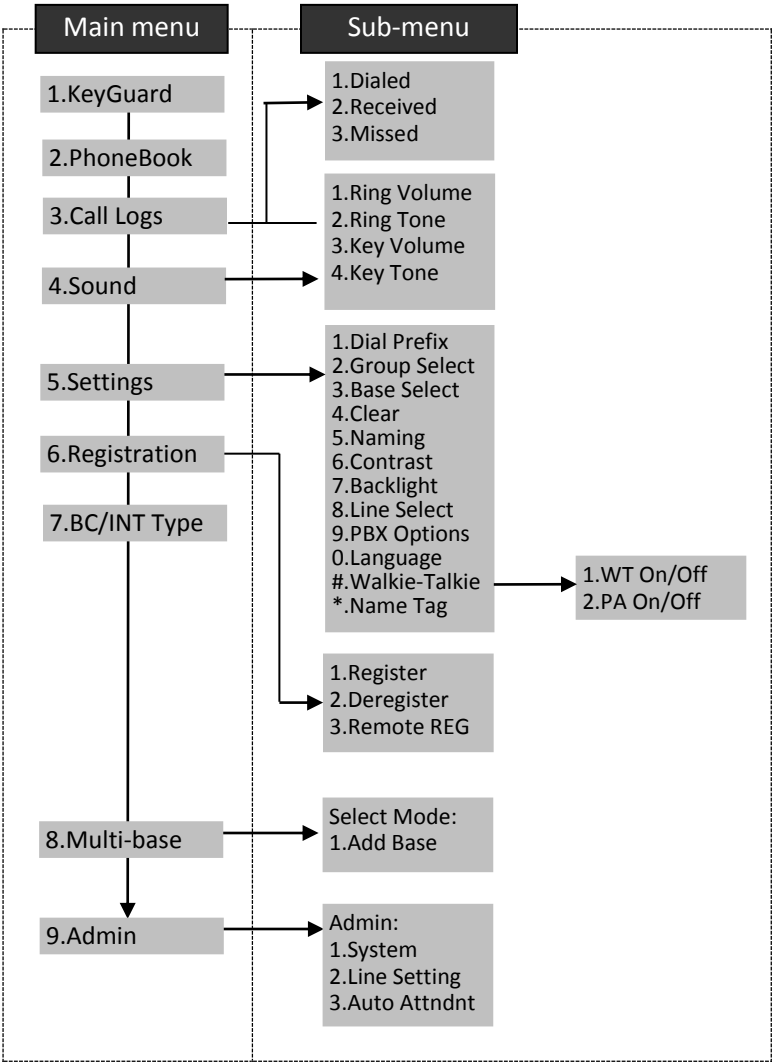 Main menu
Sub-menu
1.KeyGuard
2.PhoneBook
3.Call Logs
4.Sound
5.Settings
6.Registration
7.BC/INT Type
8.Multi-base
9.Admin
1.Dialed
2.Received
3.Missed
1.Ring Volume
2.Ring Tone
3.Key Volume
4.Key Tone
1.Dial Prefix
2.Group Select
3.Base Select
4.Clear
5.Naming
6.Contrast
7.Backlight
8.Line Select
9.PBX Options
0.Language
#.Walkie-Talkie
*.Name Tag
1.WT On/Off
2.PA On/Off
1.Register
2.Deregister
3.Remote REG
Select Mode:
1.Add Base
Admin:
1.System
2.Line Setting
3.Auto Attndnt